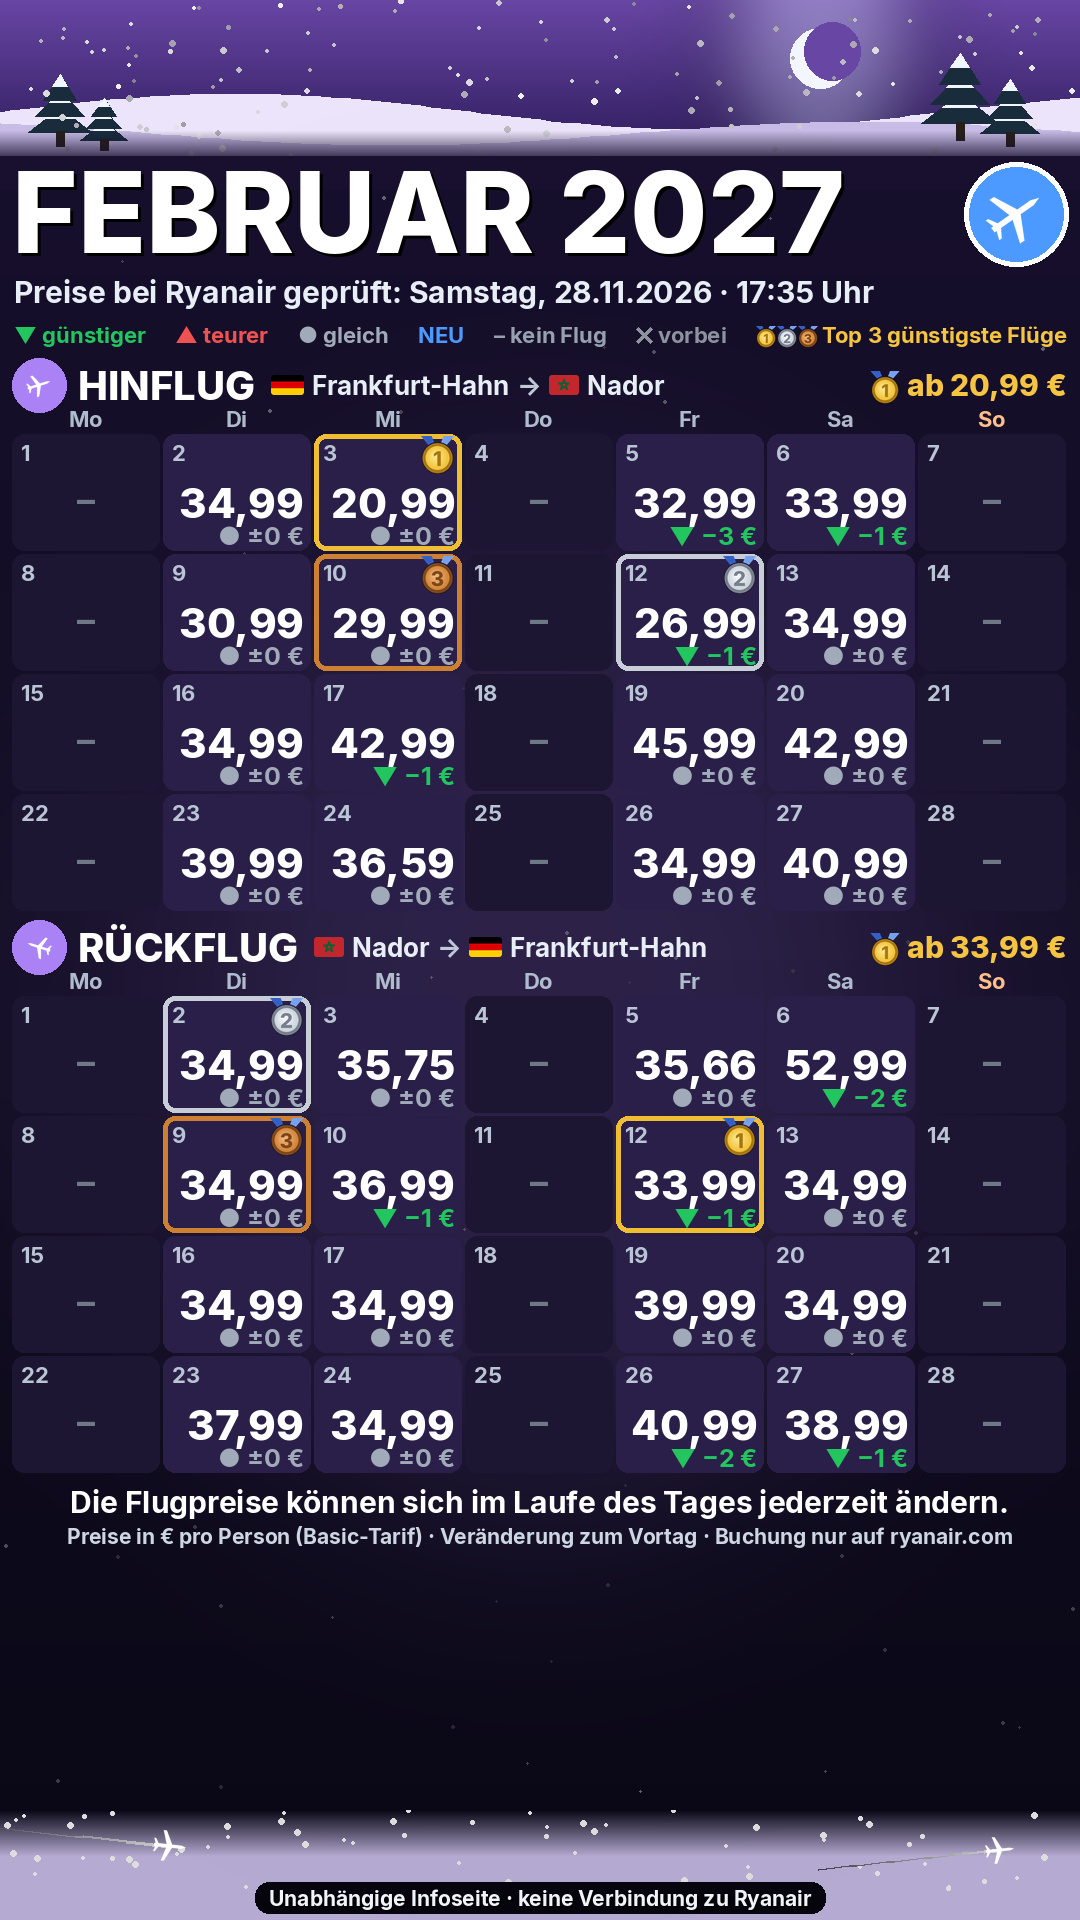 FEBRUAR 2027
Preise bei Ryanair geprüft: Samstag, 28.11.2026 · 17:35 Uhr
▼ günstiger ▲ teurer ● gleich NEU – kein Flug ✕ vorbei 1 2 3 Top 3 günstigste Flüge
HINFLUG Frankfurt-Hahn → Nador 1 ab 20,99 €
Mo Di Mi Do Fr Sa So
1 2 3 1 4 5 6 7
– 34,99 20,99 – 32,99 33,99 –
● ±0 € ● ±0 € ▼ −3 € ▼ −1 €
8 9 10 3 11 12 2 13 14
– 30,99 29,99 – 26,99 34,99 –
● ±0 € ● ±0 € ▼ −1 € ● ±0 €
15 16 17 18 19 20 21
– 34,99 42,99 – 45,99 42,99 –
● ±0 € ▼ −1 € ● ±0 € ● ±0 €
22 23 24 25 26 27 28
– 39,99 36,59 – 34,99 40,99 –
● ±0 € ● ±0 € ● ±0 € ● ±0 €
RÜCKFLUG Nador → Frankfurt-Hahn 1 ab 33,99 €
Mo Di Mi Do Fr Sa So
1 2 2 3 4 5 6 7
– 34,99 35,75 – 35,66 52,99 –
● ±0 € ● ±0 € ● ±0 € ▼ −2 €
8 9 3 10 11 12 1 13 14
– 34,99 36,99 – 33,99 34,99 –
● ±0 € ▼ −1 € ▼ −1 € ● ±0 €
15 16 17 18 19 20 21
– 34,99 34,99 – 39,99 34,99 –
● ±0 € ● ±0 € ● ±0 € ● ±0 €
22 23 24 25 26 27 28
– 37,99 34,99 – 40,99 38,99 –
● ±0 € ● ±0 € ▼ −2 € ▼ −1 €
Die Flugpreise können sich im Laufe des Tages jederzeit ändern.
Preise in € pro Person (Basic-Tarif) · Veränderung zum Vortag · Buchung nur auf ryanair.com
Unabhängige Infoseite · keine Verbindung zu Ryanair